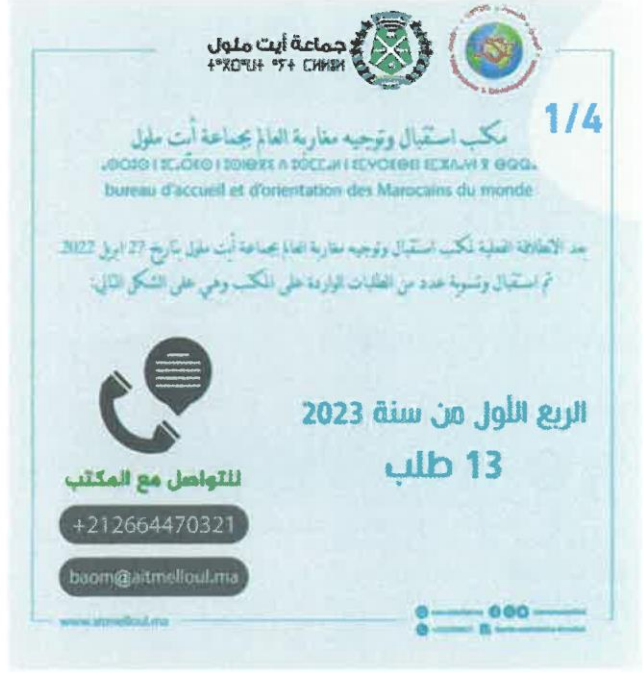 جماعة أيت ملول
1/4
مكتب استقبال وتوجيه مغاربة العالم بجماعة أيت ملول
bureau d'accueil et d'orientation des Marocains du monde
بعد الانطلاقة الفعلية لمكتب استقبال وتوجيه مغاربة العالم بجماعة أيت ملول بتاريخ 27 ابريل 2022
تم استقبال وتسوية عدد من الطلبات الواردة على المكتب وهي على الشكل التالي:
الربع الأول من سنة 2023
13 طلب
للتواصل مع المكتب
+212664470321
baom@aitmelloul.ma
www.aitmelloul.ma